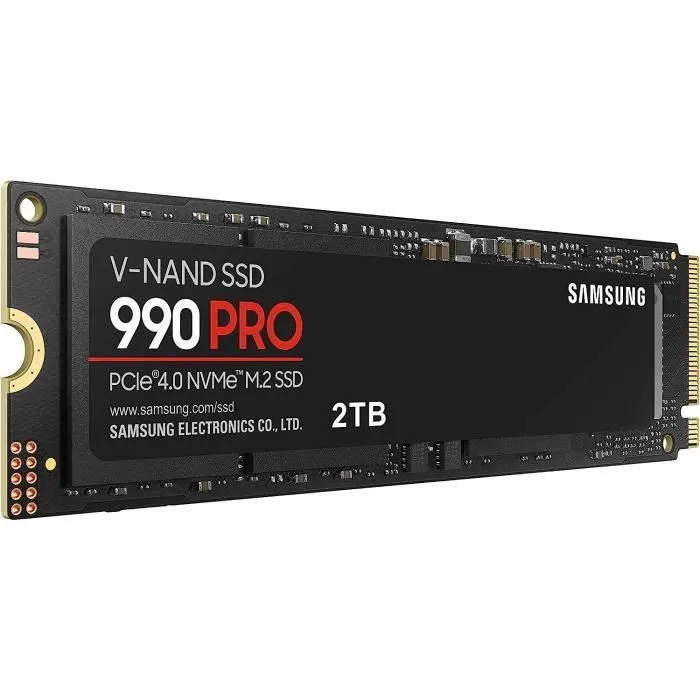 V-NAND SSD
990 PRO
PCIe®4.0 NVMe™ M.2 SSD
www.samsung.com/ssd
SAMSUNG ELECTRONICS CO., LTD.
2TB
SAMSUNG